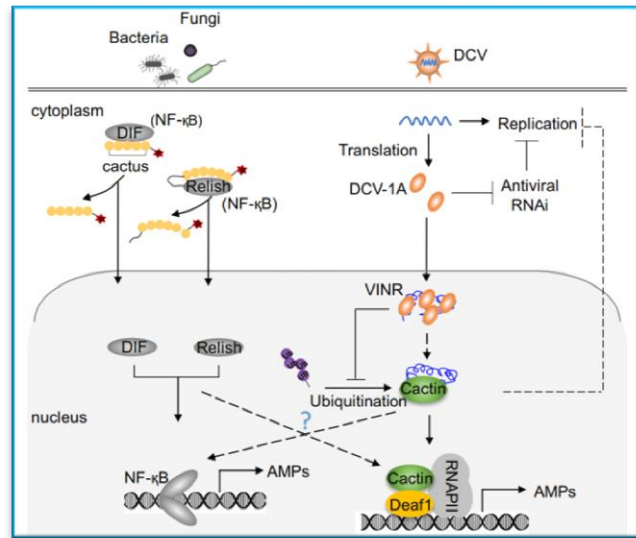 Fungi
Bacteria
DCV
cytoplasm
DIF (NF-κB)
cactus
Relish
(NF-κB)
Replication
Translation
DCV-1A
Antiviral
RNAi
VINR
DIF
Relish
Cactin
Ubiquitination
nucleus
?
NF-κB
AMPs
Cactin
Deaf1
RNAPII
AMPs